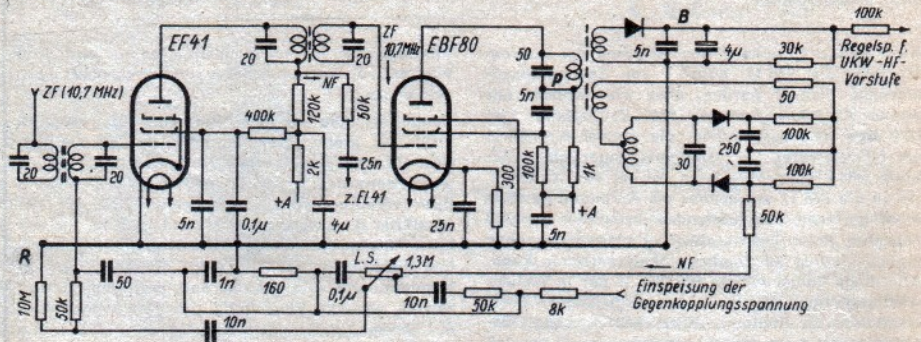 EF41
20
20
ZF
10,7MHz
EBF80
50
P
5n
B
5n
4µ
100k
30k
Regelsp. f.
UKW-HF-
Vorstufe
50
ZF (10,7 MHz)
NF
120k
50k
400k
2k
+A
25n
z.EL41
4µ
20
20
5n
0,1µ
100k
1k
300
25n
+A
5n
30
250
100k
100k
50k
R
10M
50k
50
1n
160
0,1µ
L.S.
1,3M
NF
10n
50k
8k
Einspeisung der
Gegenkopplungsspannung
10n